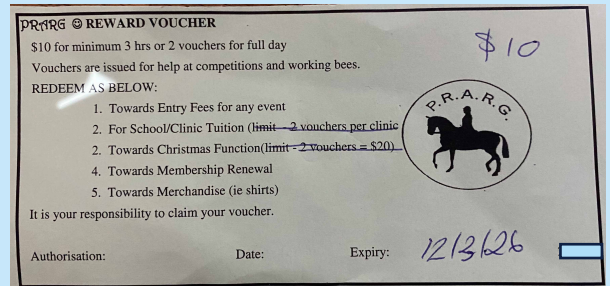 PRARG ☺ REWARD VOUCHER
$10 for minimum 3 hrs or 2 vouchers for full day
$10
Vouchers are issued for help at competitions and working bees.
REDEEM AS BELOW:
1. Towards Entry Fees for any event
P.R.A.R.G.
2. For School/Clinic Tuition (limit - 2 vouchers per clinic
2. Towards Christmas Function(limit - 2 vouchers = $20)
4. Towards Membership Renewal
5. Towards Merchandise (ie shirts)
It is your responsibility to claim your voucher.
Authorisation: Date: Expiry: 12/3/26